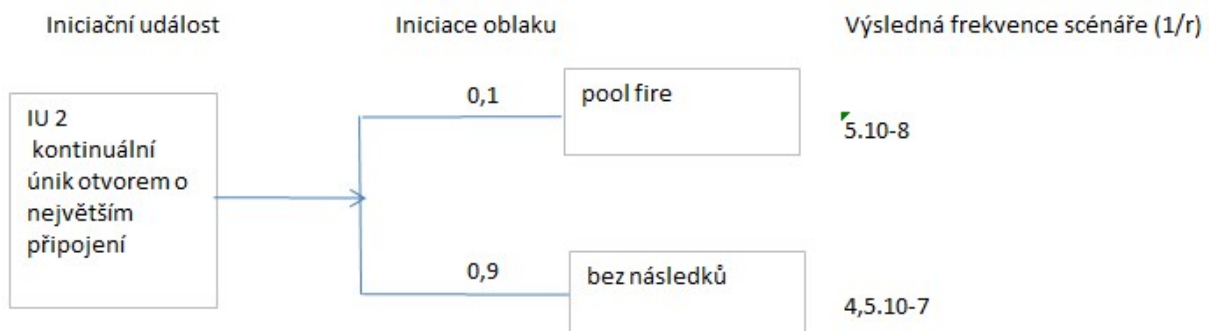 Iniciační událost
Iniciace oblaku
Výsledná frekvence scénáře (1/r)
IU 2
kontinuální
únik otvorem o
největším
připojení
0,1
pool fire
5.10-8
0,9
bez následků
4,5.10-7